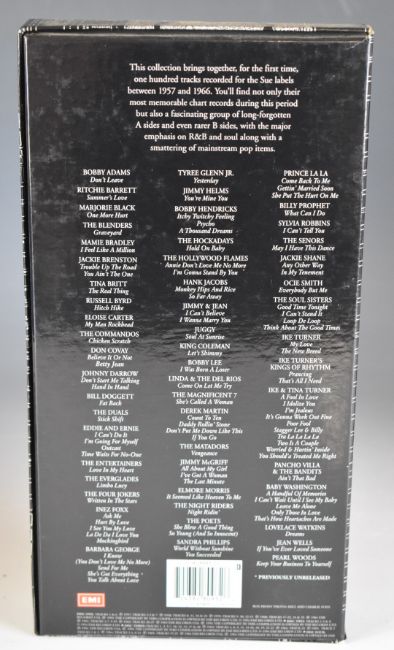 This collection brings together, for the first time,
one hundred tracks recorded for the Sue labels
between 1957 and 1966. You'll find not only their
most memorable chart records during this period
but also a fascinating group of long-forgotten
A sides and even rarer B sides, with the major
emphasis on R&B and soul along with a
smattering of mainstream pop items.
BOBBY ADAMS
Don't Leave
RITCHIE BARRETT
Summer's Love
MARJORIE BLACK
One More Hurt
THE BLENDERS
Graveyard
MAMIE BRADLEY
I Feel Like A Million
JACKIE BRENSTON
Trouble Up The Road
You Ain't The One
TINA BRITT
The Real Thing
RUSSELL BYRD
Hitch Hike
ELOISE CARTER
My Man Rockhead
THE COMMANDOS
Chicken Scratch
DON COVAY
Believe It Or Not
Betty Jean
JOHNNY DARROW
Don't Start Me Talking
Hand In Hand
BILL DOGGETT
Fat Back
THE DUALS
Stick Shift
EDDIE AND ERNIE
I Can't Do It
I'm Going For Myself
Outcast
Time Waits For No-One
THE ENTERTAINERS
Love In My Heart
THE EVERGLADES
Limbo Lucy
THE FOUR JOKERS
Written In The Stars
INEZ FOXX
Ask Me
Hurt By Love
I See You My Love
La De Da I Love You
Mockingbird
BARBARA GEORGE
I Know
(You Don't Love Me No More)
Send For Me
She's Got Everything
You Talk About Love
TYREE GLENN JR.
Yesterday
JIMMY HELMS
You're Mine You
BOBBY HENDRICKS
Itchy Twitchy Feeling
Psycho
A Thousand Dreams
THE HOCKADAYS
Hold On Baby
THE HOLLYWOOD FLAMES
Annie Don't Love Me No More
I'm Gonna Stand By You
HANK JACOBS
Monkey Hips And Rice
So Far Away
JIMMY & JEAN
I Can't Believe
I Wanna Marry You
JUGGY
Soul At Sunrise
KING COLEMAN
Let's Shimmy
BOBBY LEE
I Was Born A Loser
LINDA & THE DEL RIOS
Come On Let Me Try
THE MAGNIFICENT 7
She's Called A Woman
DEREK MARTIN
Count To Ten
Daddy Rollin' Stone
Don't Put Me Down Like This
If You Go
THE MATADORS
Vengeance
JIMMY McGRIFF
All About My Girl
I've Got A Woman
The Last Minute
ELMORE MORRIS
It Seemed Like Heaven To Me
THE NIGHT RIDERS
Night Ridin'
THE POETS
She Blew A Good Thing
So Young (And So Innocent)
SANDRA PHILLIPS
World Without Sunshine
You Succeeded
PRINCE LA LA
Come Back To Me
Gettin' Married Soon
She Put The Hurt On Me
BILLY PROPHET
What Can I Do
SYLVIA ROBBINS
I Can't Tell You
THE SENORS
May I Have This Dance
JACKIE SHANE
Any Other Way
In My Tenement
OCIE SMITH
Everybody But Me
THE SOUL SISTERS
Good Time Tonight
I Can't Stand It
Loop De Loop
Think About The Good Times
IKE TURNER
My Love
The New Breed
IKE TURNER'S
KINGS OF RHYTHM
Prancing
That's All I Need
IKE & TINA TURNER
A Fool In Love
I Idolize You
I'm Jealous
It's Gonna Work Out Fine
Poor Fool
Stagger Lee & Billy
Tra La La La La
Two Is A Couple
Worried & Hurtin' Inside
You Should'a Treated Me Right
PANCHO VILLA
& THE BANDITS
Ain't That Bad
BABY WASHINGTON
A Handful Of Memories
I Can't Wait Until I See My Baby
Leave Me Alone
Only Those In Love
That's How Heartaches Are Made
LOVELACE WATKINS
Dreams
JEAN WELLS
If You've Ever Loved Someone
PEARL WOODS
Keep Your Business To Yourself
* PREVIOUSLY UNRELEASED
EMI